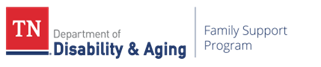 TN
Department of
Disability & Aging
Family Support
Program